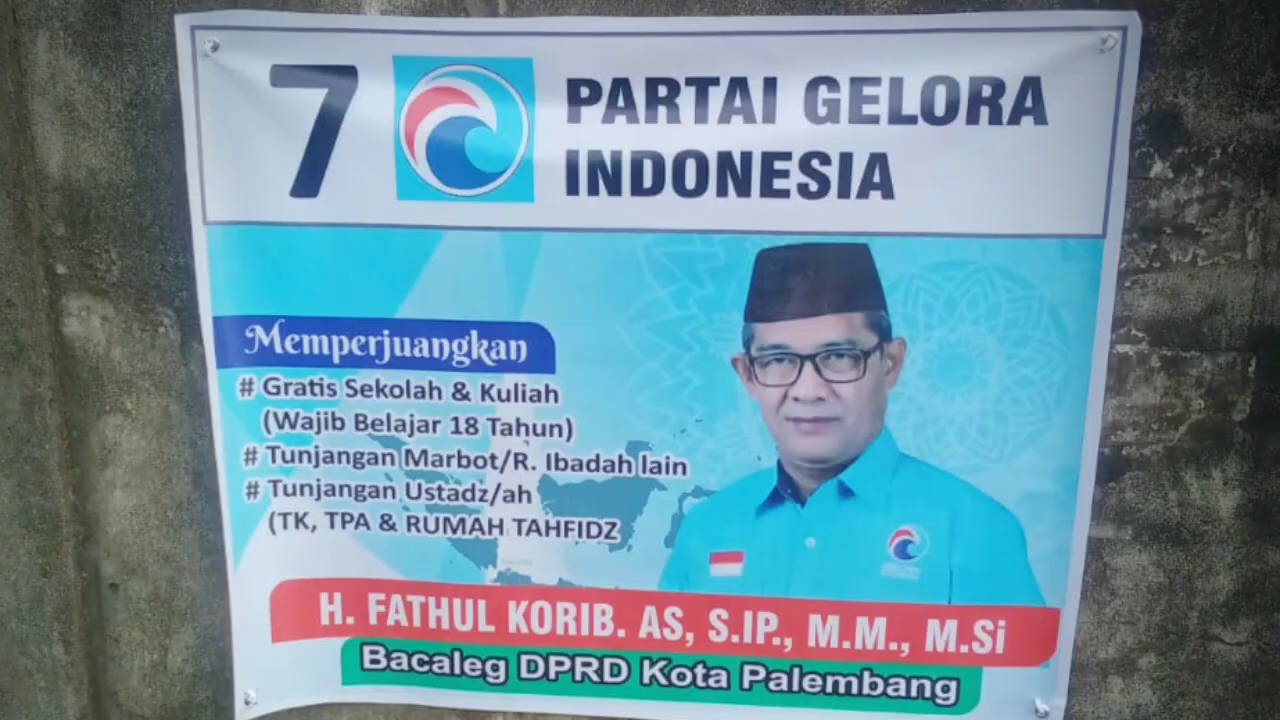 7
PARTAI GELORA
INDONESIA
Memperjuangkan
# Gratis Sekolah & Kuliah
(Wajib Belajar 18 Tahun)
# Tunjangan Marbot/R. Ibadah lain
# Tunjangan Ustadz/ah
(TK, TPA & RUMAH TAHFIDZ
H. FATHUL KORIB. AS, S.IP., M.M., M.Si
Bacaleg DPRD Kota Palembang